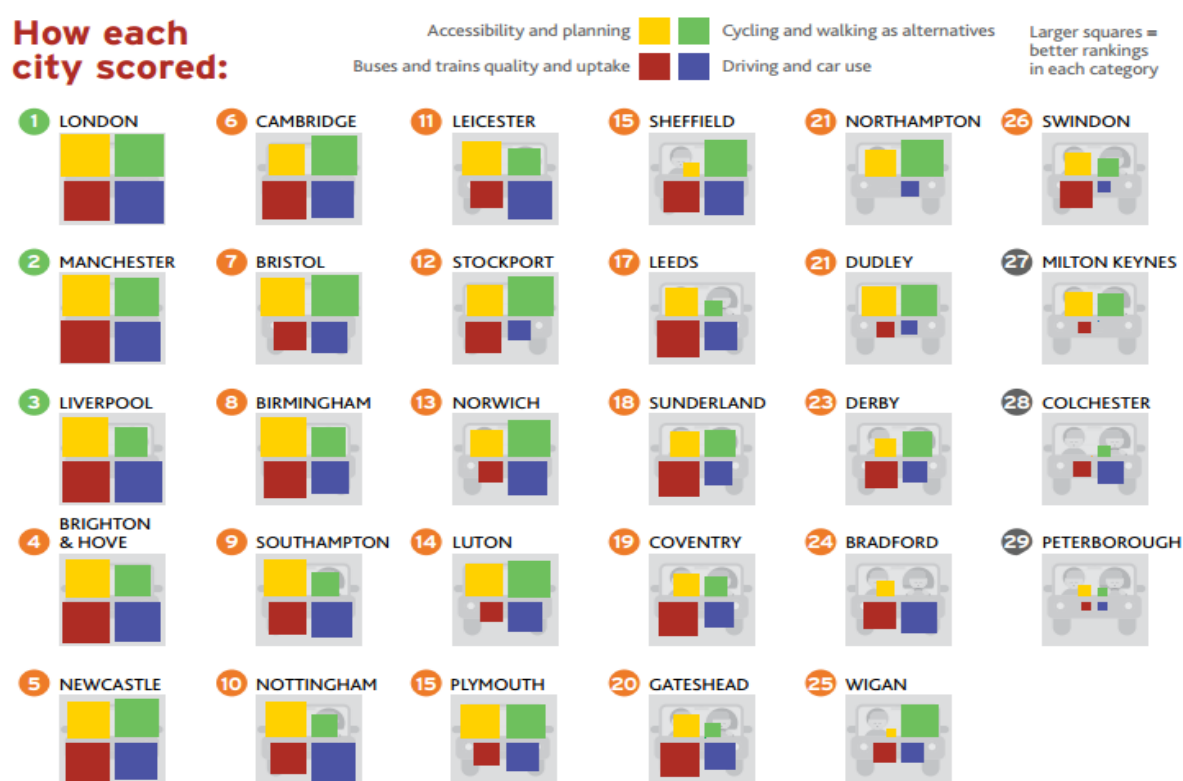 How each
city scored:
Accessibility and planning
Cycling and walking as alternatives
Buses and trains quality and uptake
Driving and car use
Larger squares =
better rankings
in each category
1 LONDON
6 CAMBRIDGE
11 LEICESTER
15 SHEFFIELD
21 NORTHAMPTON
26 SWINDON
2 MANCHESTER
7 BRISTOL
12 STOCKPORT
17 LEEDS
21 DUDLEY
27 MILTON KEYNES
3 LIVERPOOL
8 BIRMINGHAM
13 NORWICH
18 SUNDERLAND
23 DERBY
28 COLCHESTER
4 BRIGHTON
& HOVE
9 SOUTHAMPTON
14 LUTON
19 COVENTRY
24 BRADFORD
29 PETERBOROUGH
5 NEWCASTLE
10 NOTTINGHAM
15 PLYMOUTH
20 GATESHEAD
25 WIGAN